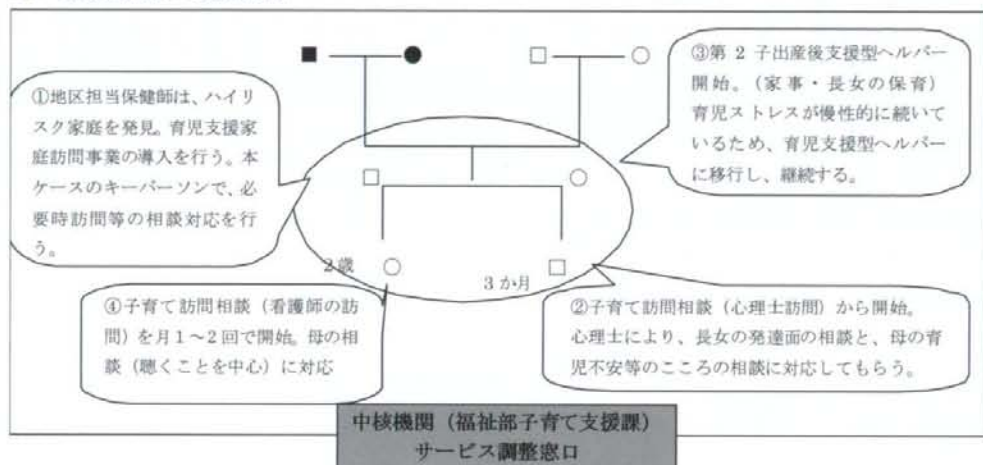 ①地区担当保健師は、ハイリ
スク家庭を発見。育児支援家
庭訪問事業の導入を行う。本
ケースのキーパーソンで、必
要時訪問等の相談対応を行
う。
③第 2 子出産後支援型ヘルパー
開始。（家事・長女の保育）
育児ストレスが慢性的に続いて
いるため、育児支援型ヘルパー
に移行し、継続する。
2歳
3 か月
④子育て訪問相談（看護師の訪
問）を月1～2回で開始。母の相
談（聴くことを中心）に対応
②子育て訪問相談（心理士訪問）から開始。
心理士により、長女の発達面の相談と、母の育
児不安等のこころの相談に対応してもらう。
中核機関（福祉部子育て支援課）
サービス調整窓口